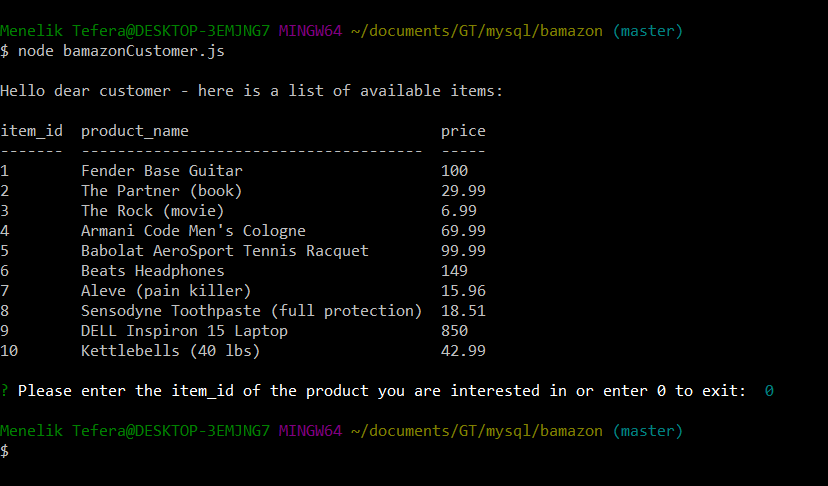 Menelik Tefera@DESKTOP-3EMJNG7 MINGW64 ~/documents/GT/mysql/bamazon (master)
$ node bamazonCustomer.js
Hello dear customer - here is a list of available items:
item_id  product_name                            price
-------  --------------------------------------  -----
1        Fender Base Guitar                      100
2        The Partner (book)                      29.99
3        The Rock (movie)                        6.99
4        Armani Code Men's Cologne               69.99
5        Babolat AeroSport Tennis Racquet        99.99
6        Beats Headphones                        149
7        Aleve (pain killer)                     15.96
8        Sensodyne Toothpaste (full protection)  18.51
9        DELL Inspiron 15 Laptop                 850
10       Kettlebells (40 lbs)                    42.99
? Please enter the item_id of the product you are interested in or enter 0 to exit:  0
Menelik Tefera@DESKTOP-3EMJNG7 MINGW64 ~/documents/GT/mysql/bamazon (master)
$